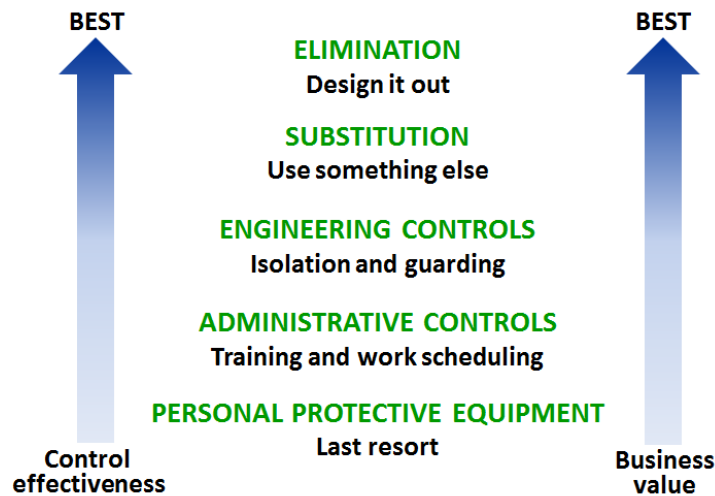 BEST
BEST
ELIMINATION
Design it out
SUBSTITUTION
Use something else
ENGINEERING CONTROLS
Isolation and guarding
ADMINISTRATIVE CONTROLS
Training and work scheduling
PERSONAL PROTECTIVE EQUIPMENT
Last resort
Control
effectiveness
Business
value